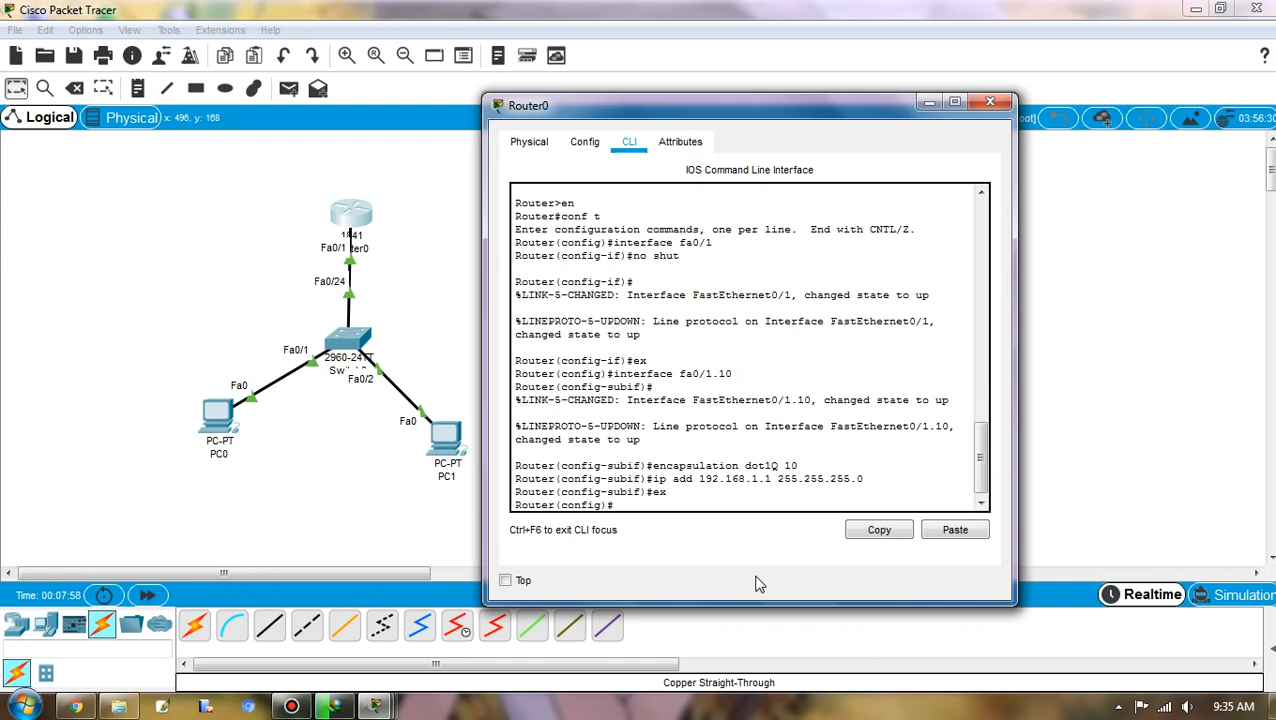 Cisco Packet Tracer
File Edit Options View Tools Extensions Help
?
Logical Physical x: 496, y: 168
oot] 03:56:30
Router0
Physical Config CLI Attributes
IOS Command Line Interface
Router>en
Router#conf t
Enter configuration commands, one per line. End with CNTL/Z.
Router(config)#interface fa0/1
Router(config-if)#no shut
Router(config-if)#
%LINK-5-CHANGED: Interface FastEthernet0/1, changed state to up
%LINEPROTO-5-UPDOWN: Line protocol on Interface FastEthernet0/1,
changed state to up
Router(config-if)#ex
Router(config)#interface fa0/1.10
Router(config-subif)#
%LINK-5-CHANGED: Interface FastEthernet0/1.10, changed state to up
%LINEPROTO-5-UPDOWN: Line protocol on Interface FastEthernet0/1.10,
changed state to up
Router(config-subif)#encapsulation dot1Q 10
Router(config-subif)#ip add 192.168.1.1 255.255.255.0
Router(config-subif)#ex
Router(config)#
Ctrl+F6 to exit CLI focus
Copy Paste
Top
Fa0/1
Fa0/24
Fa0/1
2960-24TT
Fa0/2
Fa0
Fa0
PC-PT
PC0
PC-PT
PC1
Time: 00:07:58
Realtime Simulation
Copper Straight-Through
9:35 AM